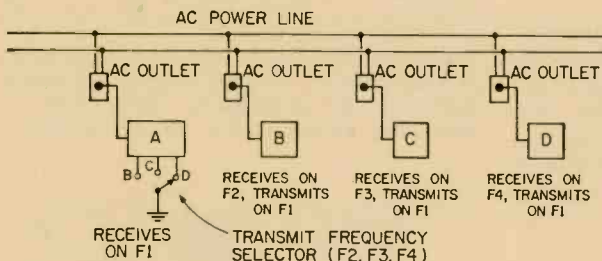 AC POWER LINE
AC OUTLET
AC OUTLET
AC OUTLET
AC OUTLET
A
B
C
D
B
C
D
RECEIVES
ON F1
TRANSMIT FREQUENCY
SELECTOR (F2, F3, F4)
RECEIVES ON
F2, TRANSMITS
ON F1
RECEIVES ON
F3, TRANSMITS
ON F1
RECEIVES ON
F4, TRANSMITS
ON F1